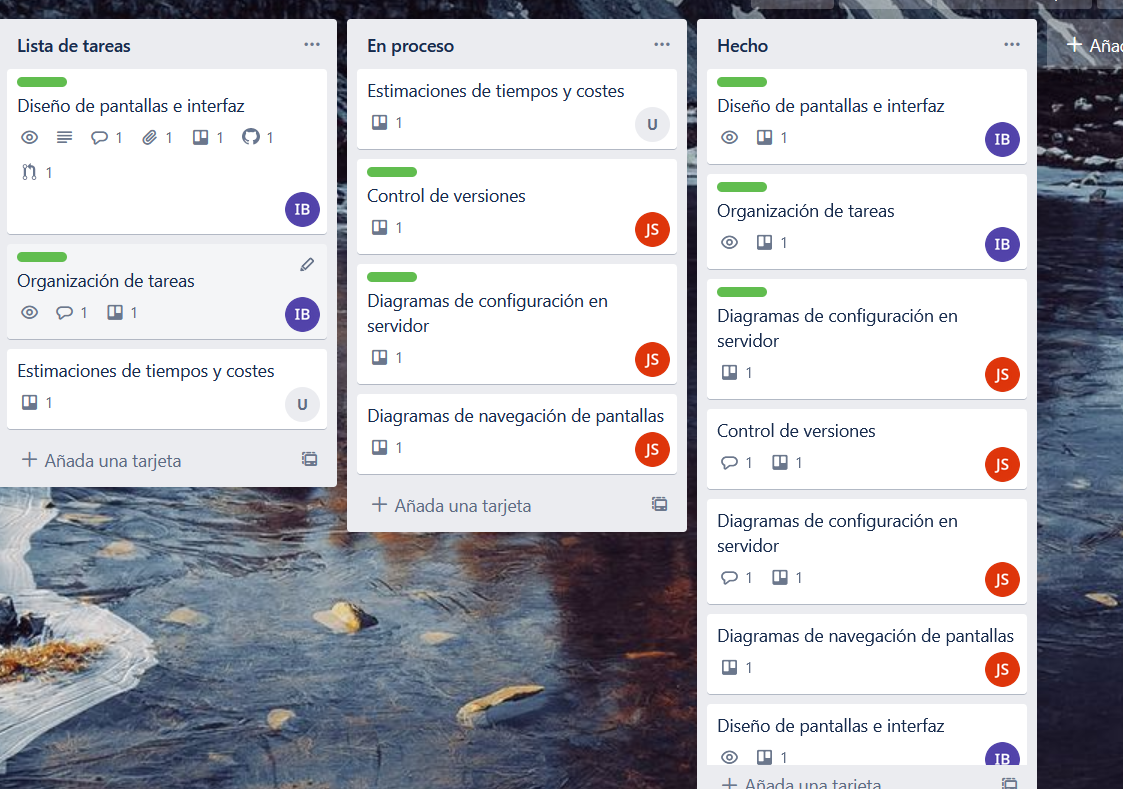 Lista de tareas
Diseño de pantallas e interfaz
1 1 1 1
1
IB
Organización de tareas
1 1
IB
Estimaciones de tiempos y costes
1
U
+ Añada una tarjeta
En proceso
Estimaciones de tiempos y costes
1
U
Control de versiones
1
JS
Diagramas de configuración en
servidor
1
JS
Diagramas de navegación de pantallas
1
JS
+ Añada una tarjeta
Hecho
Diseño de pantallas e interfaz
1
IB
Organización de tareas
1
IB
Diagramas de configuración en
servidor
1
JS
Control de versiones
1 1
JS
Diagramas de configuración en
servidor
1 1
JS
Diagramas de navegación de pantallas
1
JS
Diseño de pantallas e interfaz
1
IB
+ Añada una tarjeta
+ Aña